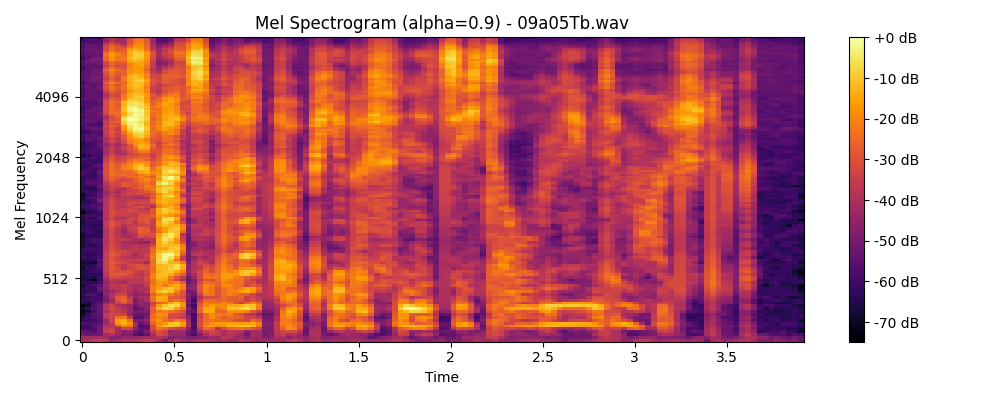 Mel Spectrogram (alpha=0.9) - 09a05Tb.wav
Mel Frequency
4096
2048
1024
512
0
0
0.5
1
1.5
2
2.5
3
3.5
Time
+0 dB
-10 dB
-20 dB
-30 dB
-40 dB
-50 dB
-60 dB
-70 dB